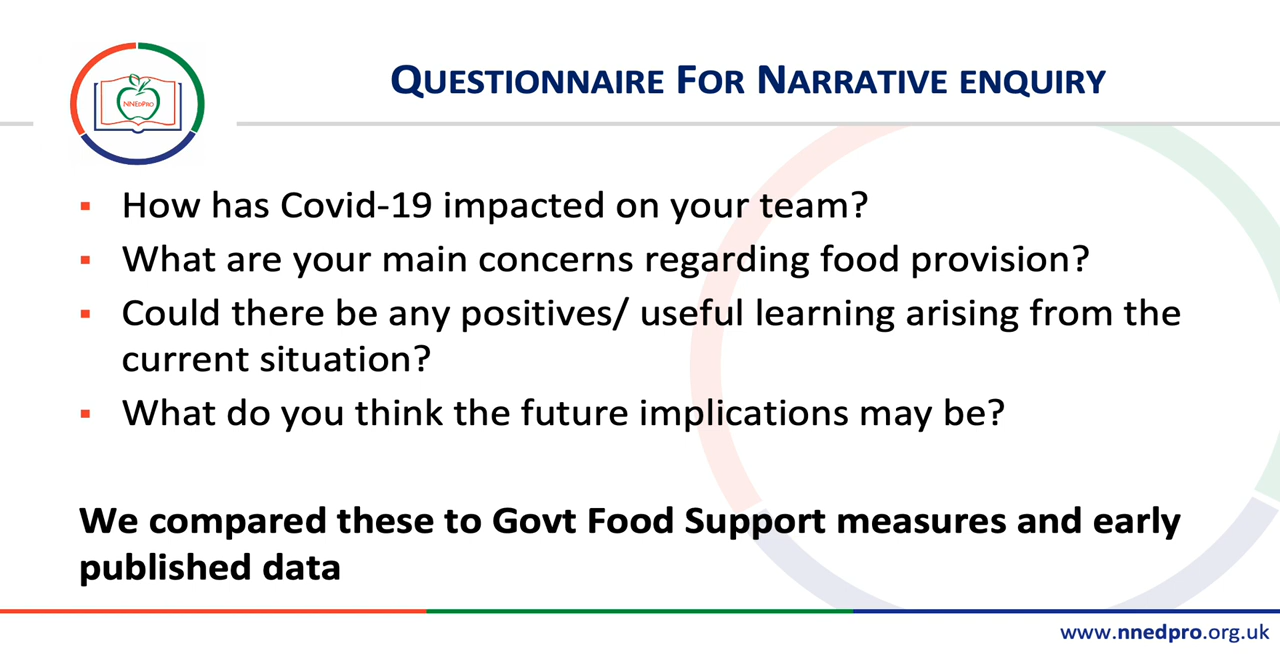 NNEdPro
QUESTIONNAIRE FOR NARRATIVE ENQUIRY
▪ How has Covid-19 impacted on your team?
▪ What are your main concerns regarding food provision?
▪ Could there be any positives/ useful learning arising from the
current situation?
▪ What do you think the future implications may be?
We compared these to Govt Food Support measures and early
published data
www.nnedpro.org.uk